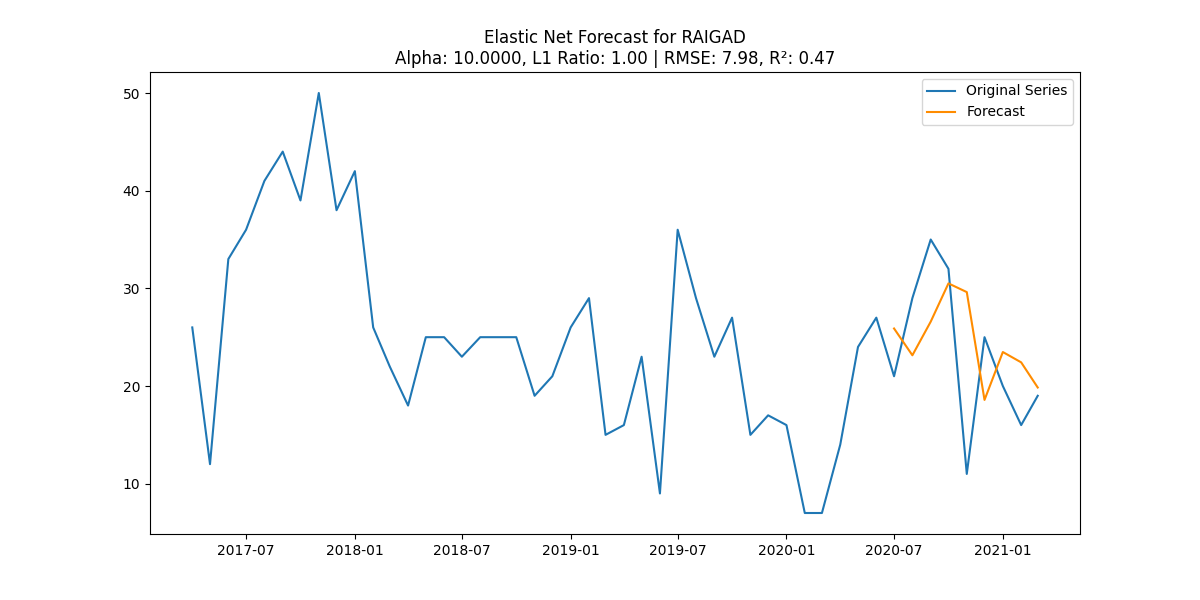 Elastic Net Forecast for RAIGAD
Alpha: 10.0000, L1 Ratio: 1.00 | RMSE: 7.98, R²: 0.47
Original Series
Forecast
50
40
30
20
10
2017-07 2018-01 2018-07 2019-01 2019-07 2020-01 2020-07 2021-01